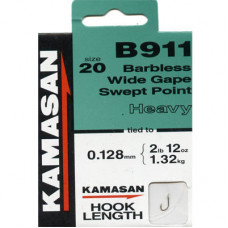 KAMASAN
size
20
B911
Barbless
Wide Gape
Swept Point
Heavy
tied to
0.128mm
2lb 12oz
1.32kg
KAMASAN
HOOK
LENGTH